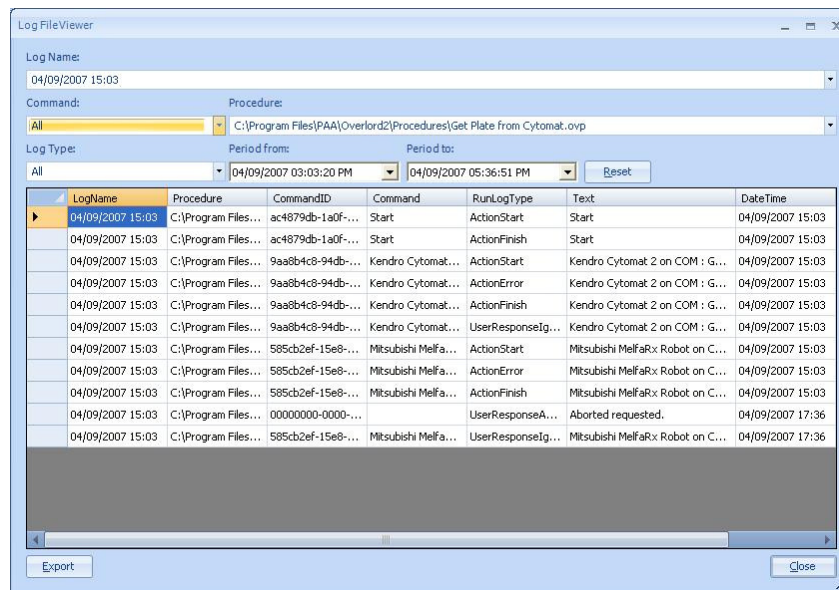 Log FileViewer
Log Name:
04/09/2007 15:03
Command: Procedure:
All C:\Program Files\PAA\Overlord2\Procedures\Get Plate from Cytomat.ovp
Log Type: Period from: Period to:
All 04/09/2007 03:03:20 PM 04/09/2007 05:36:51 PM Reset
LogName Procedure CommandID Command RunLogType Text DateTime
04/09/2007 15:03 C:\Program Files... ac4879db-1a0f-... Start ActionStart Start 04/09/2007 15:03
04/09/2007 15:03 C:\Program Files... ac4879db-1a0f-... Start ActionFinish Start 04/09/2007 15:03
04/09/2007 15:03 C:\Program Files... 9aa8b4c8-94db-... Kendro Cytomat... ActionStart Kendro Cytomat 2 on COM : G... 04/09/2007 15:03
04/09/2007 15:03 C:\Program Files... 9aa8b4c8-94db-... Kendro Cytomat... ActionError Kendro Cytomat 2 on COM : G... 04/09/2007 15:03
04/09/2007 15:03 C:\Program Files... 9aa8b4c8-94db-... Kendro Cytomat... ActionFinish Kendro Cytomat 2 on COM : G... 04/09/2007 15:03
04/09/2007 15:03 C:\Program Files... 9aa8b4c8-94db-... Kendro Cytomat... UserResponseIg... Kendro Cytomat 2 on COM : G... 04/09/2007 15:03
04/09/2007 15:03 C:\Program Files... 585cb2ef-15e8-... Mitsubishi Melfa... ActionStart Mitsubishi MelfaRx Robot on C... 04/09/2007 15:03
04/09/2007 15:03 C:\Program Files... 585cb2ef-15e8-... Mitsubishi Melfa... ActionError Mitsubishi MelfaRx Robot on C... 04/09/2007 15:03
04/09/2007 15:03 C:\Program Files... 585cb2ef-15e8-... Mitsubishi Melfa... ActionFinish Mitsubishi MelfaRx Robot on C... 04/09/2007 15:03
04/09/2007 15:03 C:\Program Files... 00000000-0000-... UserResponseA... Aborted requested. 04/09/2007 17:36
04/09/2007 15:03 C:\Program Files... 585cb2ef-15e8-... Mitsubishi Melfa... UserResponseIg... Mitsubishi MelfaRx Robot on C... 04/09/2007 17:36
Export Close